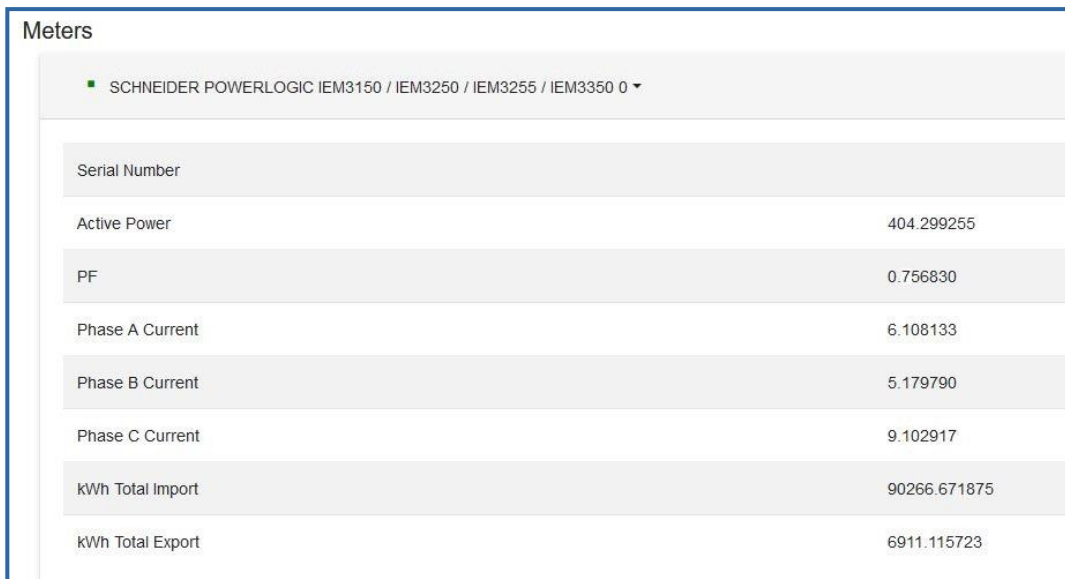 Meters
SCHNEIDER POWERLOGIC IEM3150 / IEM3250 / IEM3255 / IEM3350 0
Serial Number
Active Power 404.299255
PF 0.756830
Phase A Current 6.108133
Phase B Current 5.179790
Phase C Current 9.102917
kWh Total Import 90266.671875
kWh Total Export 6911.115723